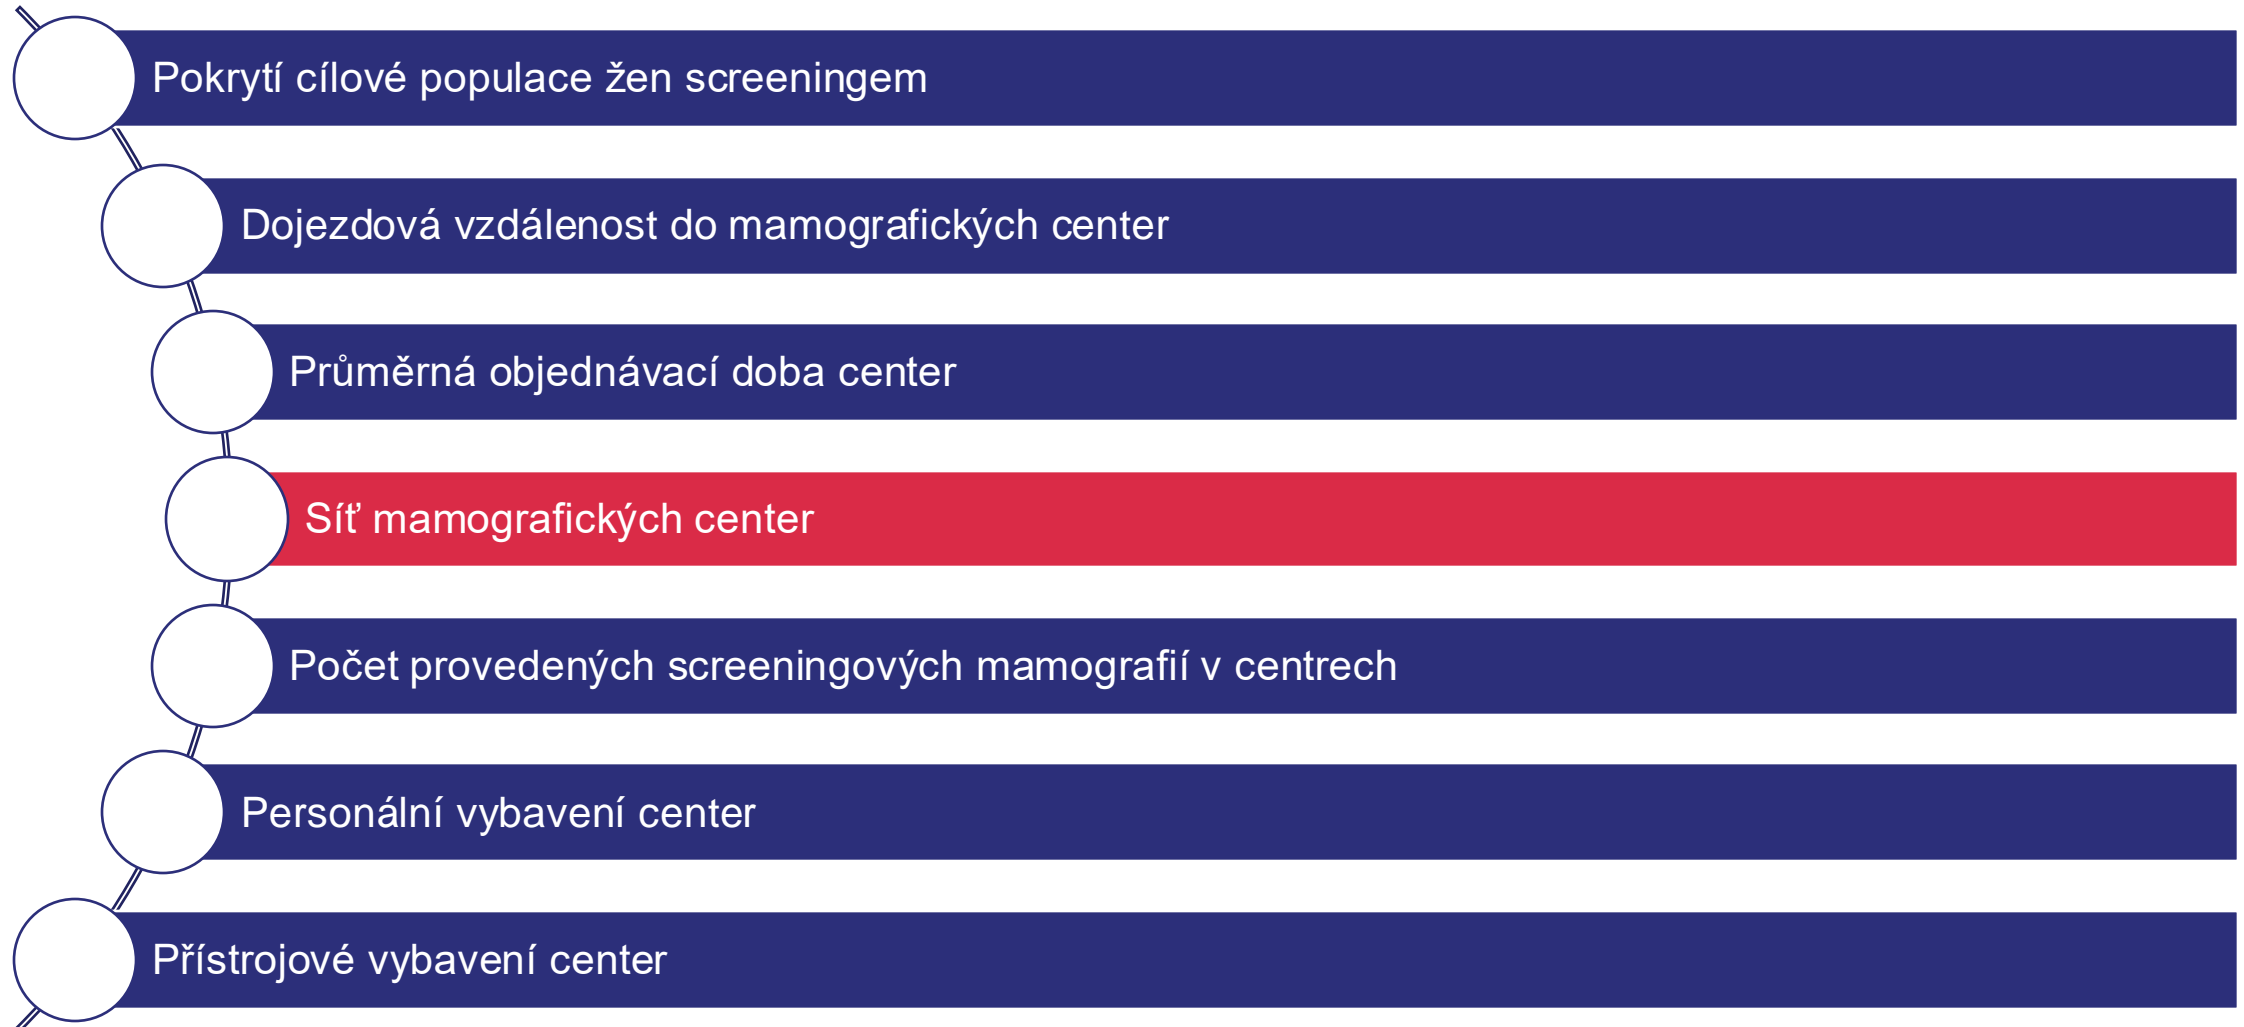 Pokrytí cílové populace žen screeningem
Dojezdová vzdálenost do mamografických center
Průměrná objednávací doba center
Síť mamografických center
Počet provedených screeningových mamografií v centrech
Personální vybavení center
Přístrojové vybavení center